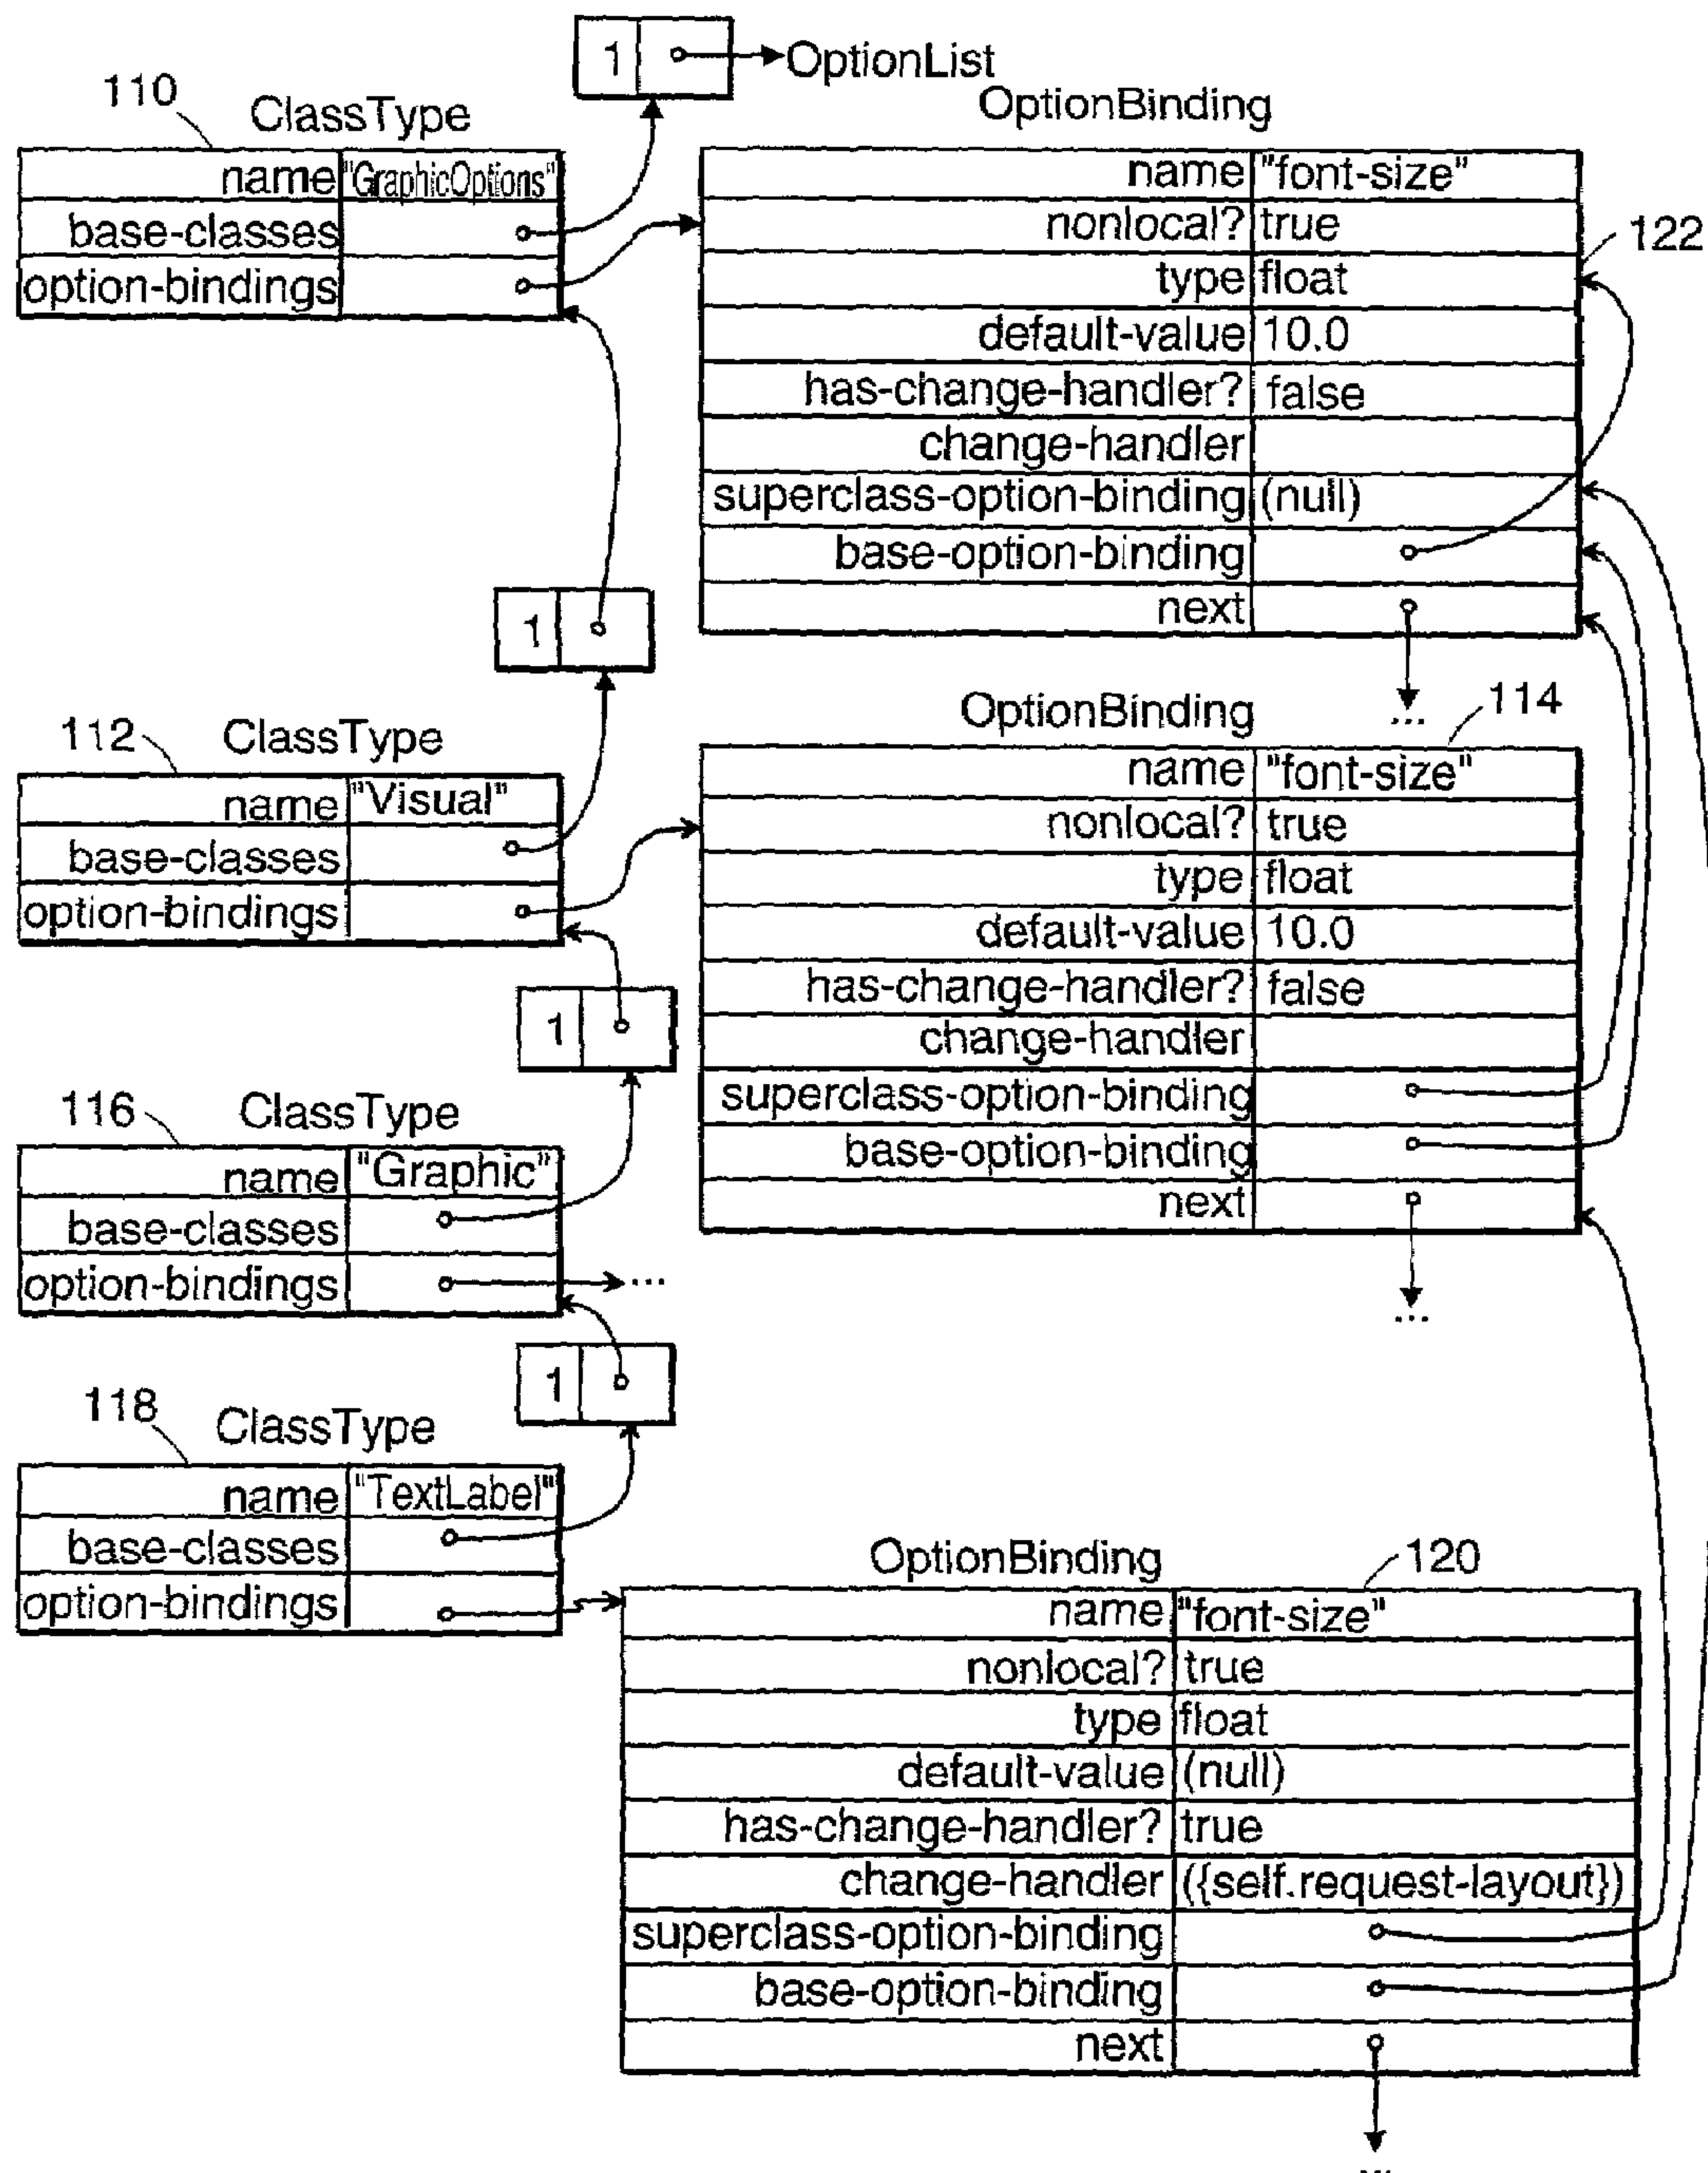 1 OptionList
110 ClassType
name "GraphicOptions"
base-classes
option-bindings
OptionBinding
name "font-size"
nonlocal? true
type float
default-value 10.0
has-change-handler? false
change-handler
superclass-option-binding (null)
base-option-binding
next
...
122
1
112 ClassType
name "Visual"
base-classes
option-bindings
OptionBinding 114
name "font-size"
nonlocal? true
type float
default-value 10.0
has-change-handler? false
change-handler
superclass-option-binding
base-option-binding
next
...
1
116 ClassType
name "Graphic"
base-classes
option-bindings ...
1
118 ClassType
name "TextLabel"
base-classes
option-bindings
OptionBinding 120
name "font-size"
nonlocal? true
type float
default-value (null)
has-change-handler? true
change-handler ({self.request-layout})
superclass-option-binding
base-option-binding
next
...